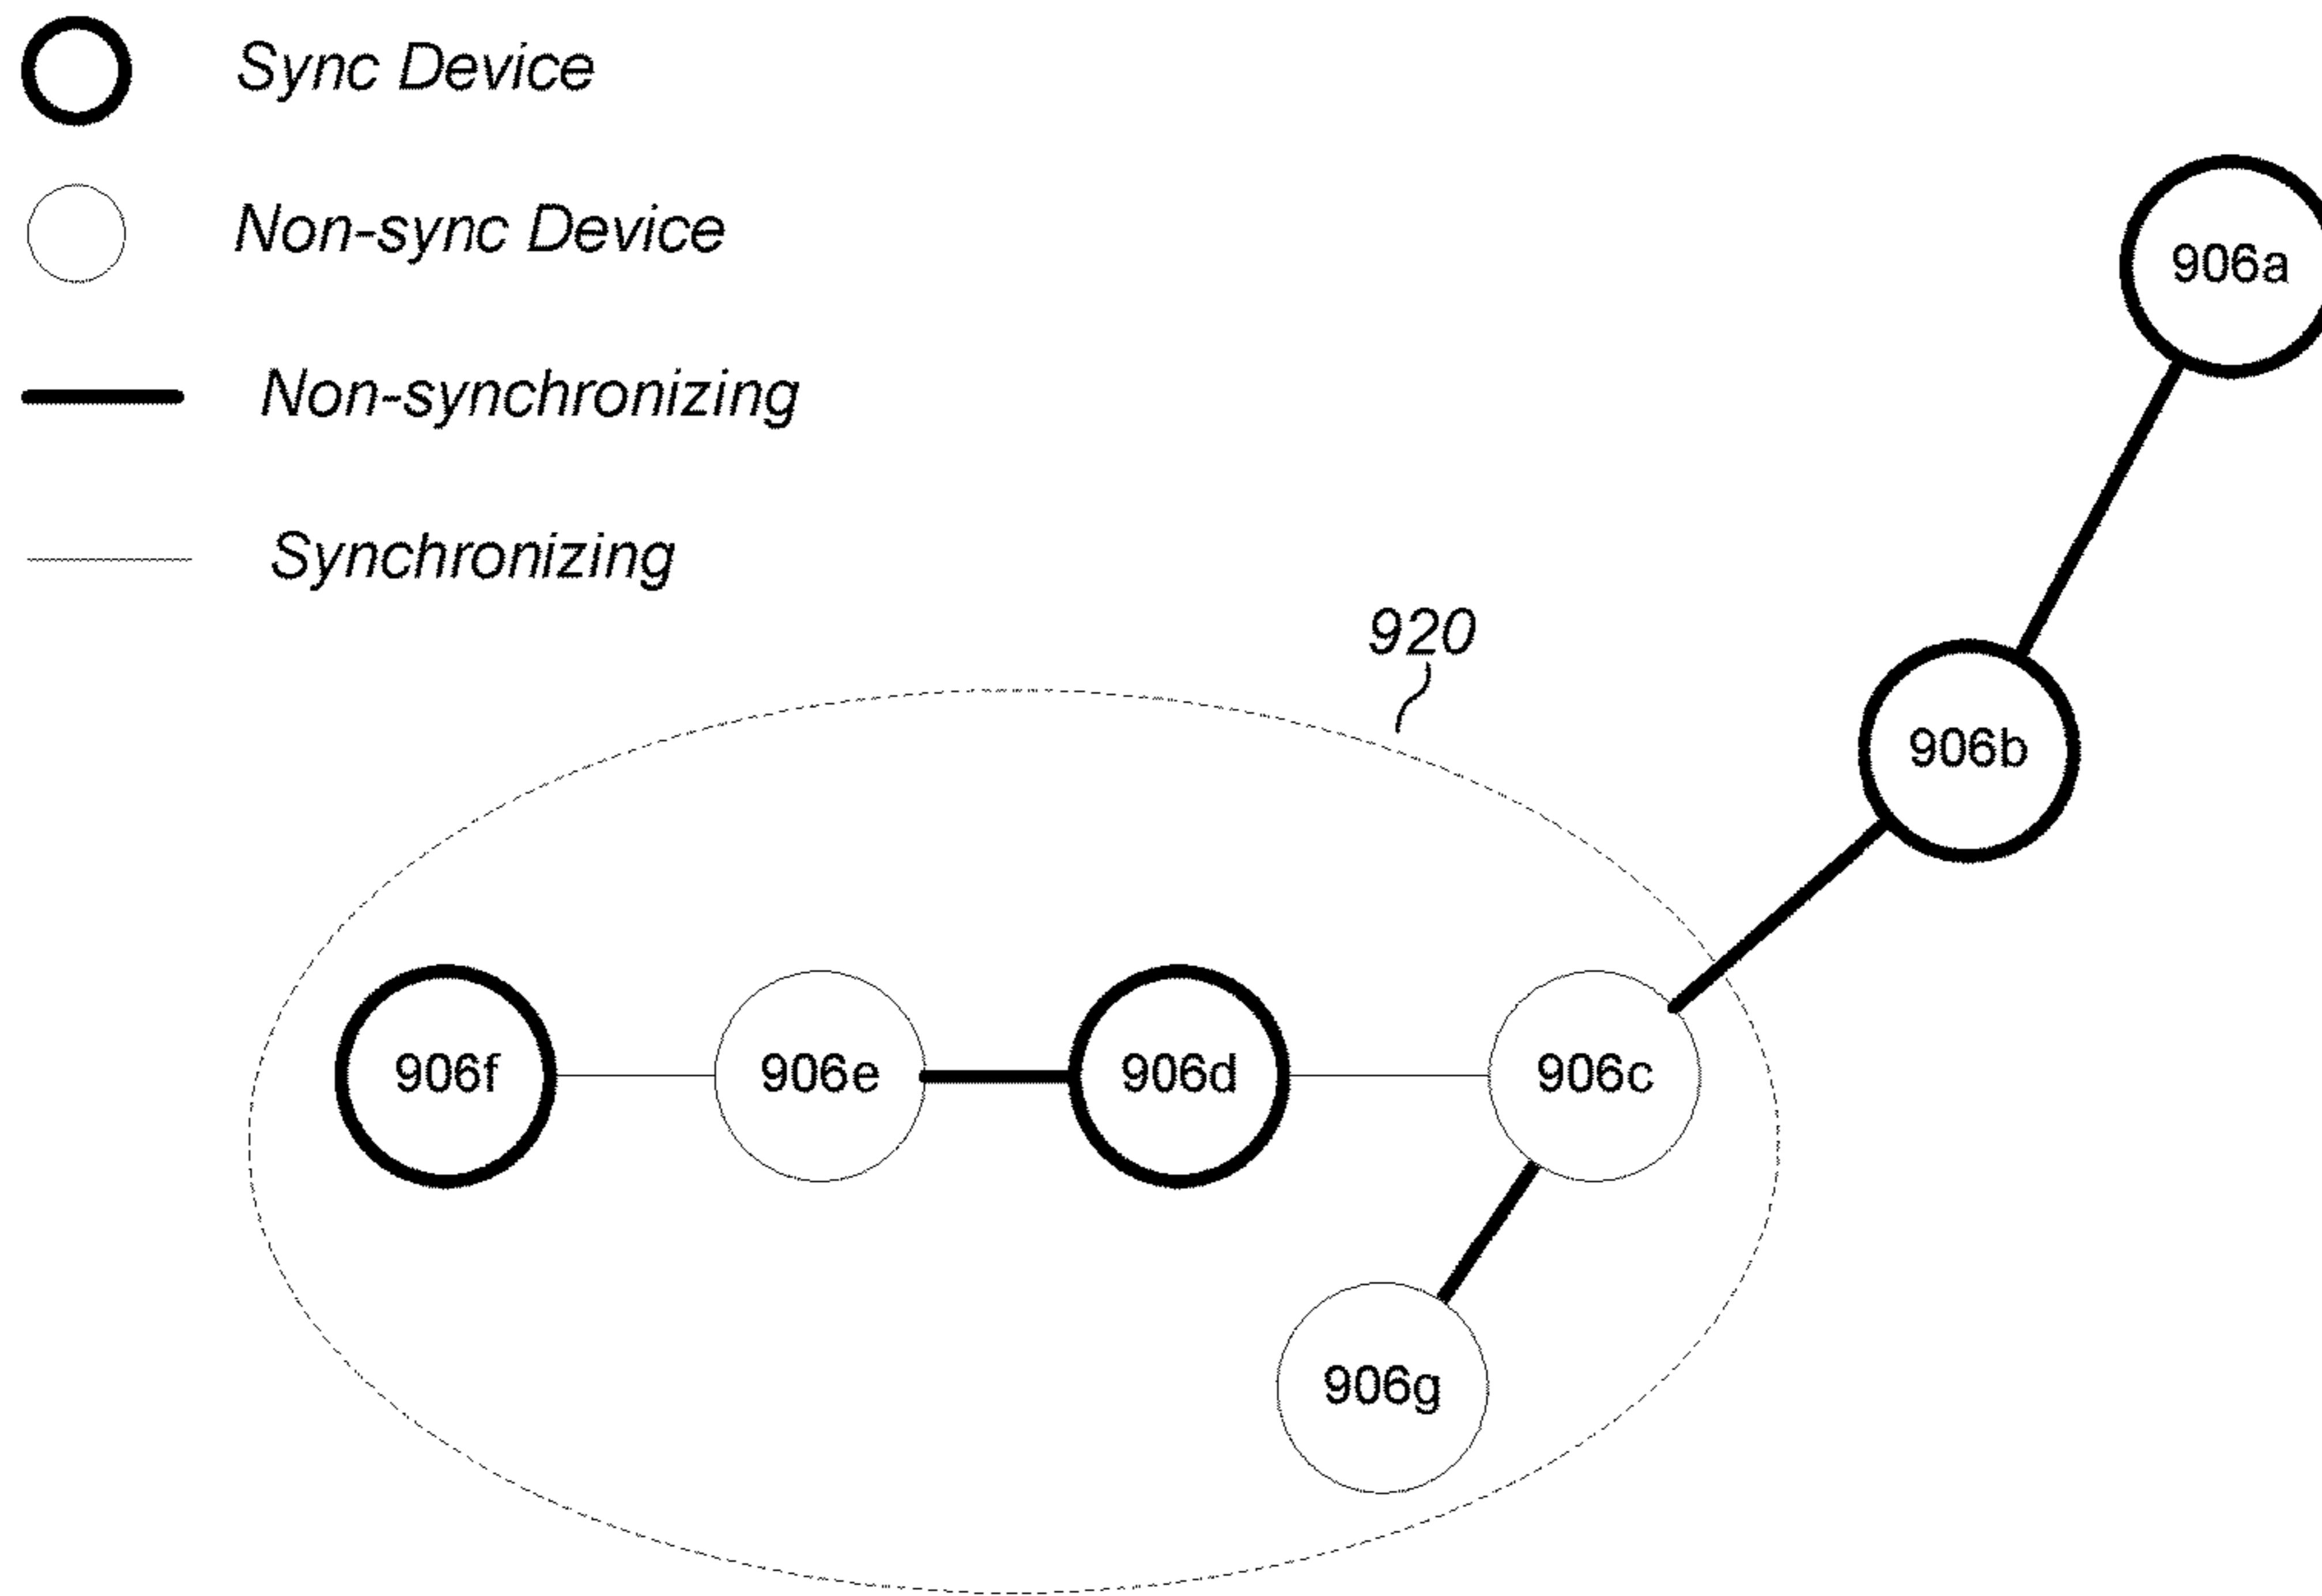 Sync Device
Non-sync Device
Non-synchronizing
Synchronizing
906a
920
906b
906f
906e
906d
906c
906g